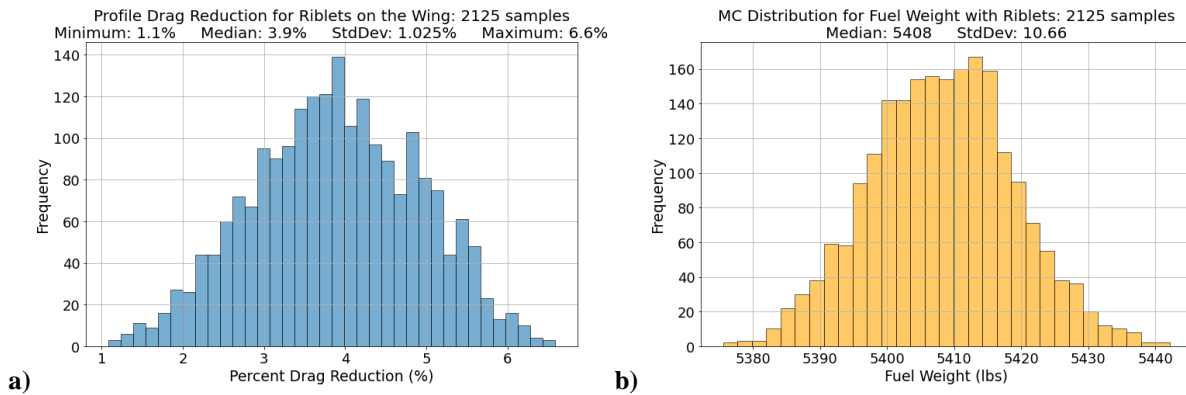 Profile Drag Reduction for Riblets on the Wing: 2125 samples
Minimum: 1.1% Median: 3.9% StdDev: 1.025% Maximum: 6.6%
140
120
100
80
60
40
20
0
Frequency
1 2 3 4 5 6
Percent Drag Reduction (%)
a)
MC Distribution for Fuel Weight with Riblets: 2125 samples
Median: 5408 StdDev: 10.66
160
140
120
100
80
60
40
20
0
Frequency
5380 5390 5400 5410 5420 5430 5440
Fuel Weight (lbs)
b)